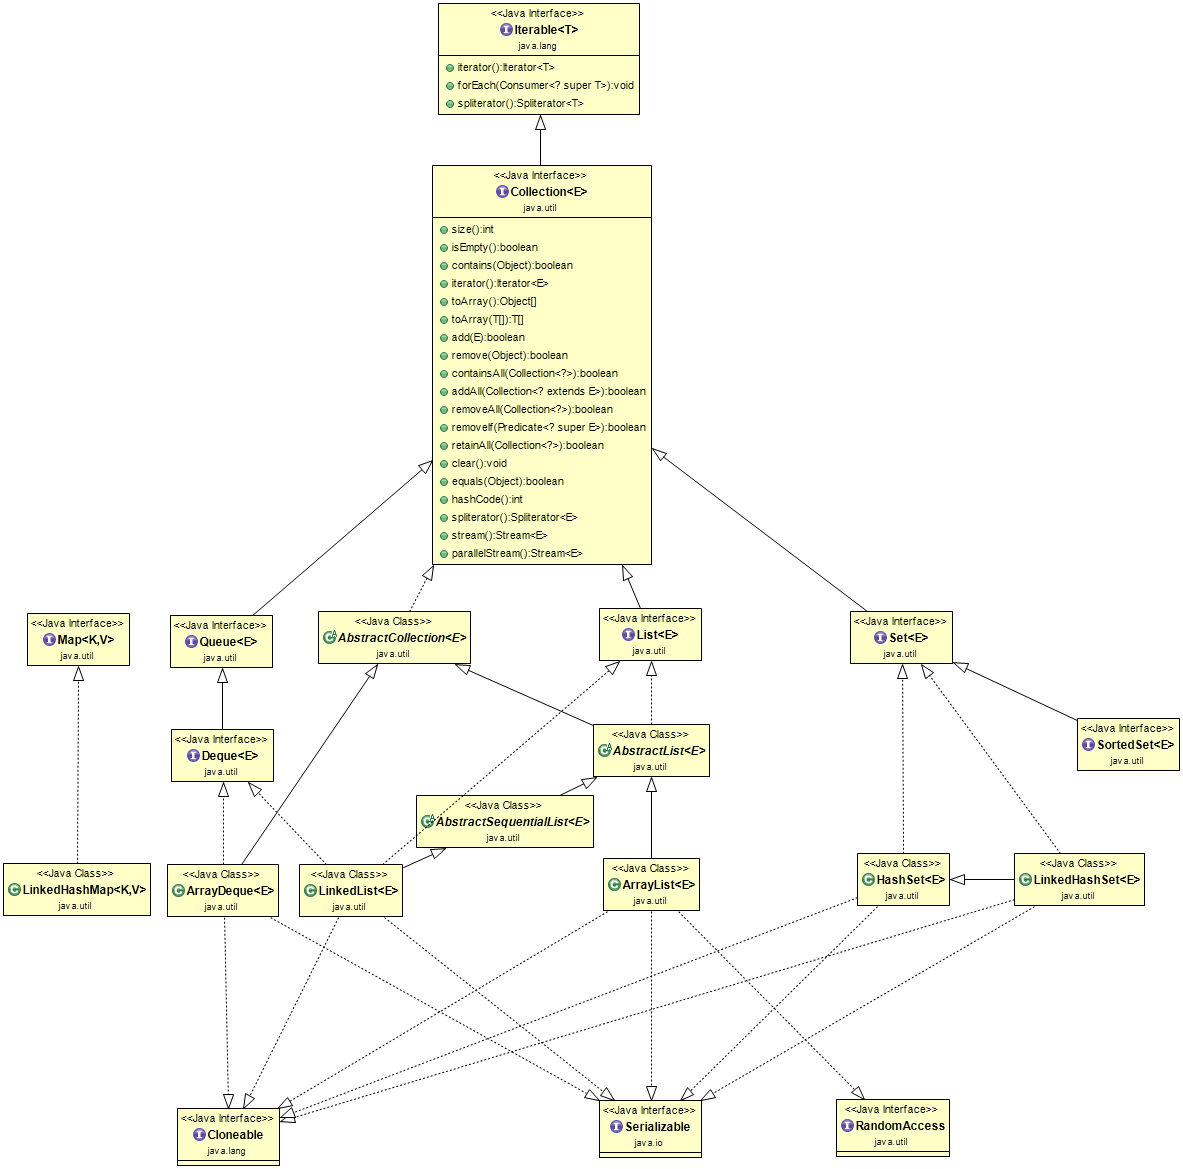 <<Java Interface>>
Iterable<T>
java.lang
iterator():Iterator<T>
forEach(Consumer<? super T>):void
spliterator():Spliterator<T>
<<Java Interface>>
Collection<E>
java.util
size():int
isEmpty():boolean
contains(Object):boolean
iterator():Iterator<E>
toArray():Object[]
toArray(T[]):T[]
add(E):boolean
remove(Object):boolean
containsAll(Collection<?>):boolean
addAll(Collection<? extends E>):boolean
removeAll(Collection<?>):boolean
removeIf(Predicate<? super E>):boolean
retainAll(Collection<?>):boolean
clear():void
equals(Object):boolean
hashCode():int
spliterator():Spliterator<E>
stream():Stream<E>
parallelStream():Stream<E>
<<Java Interface>>
Map<K,V>
java.util
<<Java Interface>>
Queue<E>
java.util
<<Java Class>>
AbstractCollection<E>
java.util
<<Java Interface>>
List<E>
java.util
<<Java Interface>>
Set<E>
java.util
<<Java Interface>>
Deque<E>
java.util
<<Java Class>>
AbstractList<E>
java.util
<<Java Interface>>
SortedSet<E>
java.util
<<Java Class>>
AbstractSequentialList<E>
java.util
<<Java Class>>
LinkedHashMap<K,V>
java.util
<<Java Class>>
ArrayDeque<E>
java.util
<<Java Class>>
LinkedList<E>
java.util
<<Java Class>>
ArrayList<E>
java.util
<<Java Class>>
HashSet<E>
java.util
<<Java Class>>
LinkedHashSet<E>
java.util
<<Java Interface>>
Cloneable
java.lang
<<Java Interface>>
Serializable
java.io
<<Java Interface>>
RandomAccess
java.util